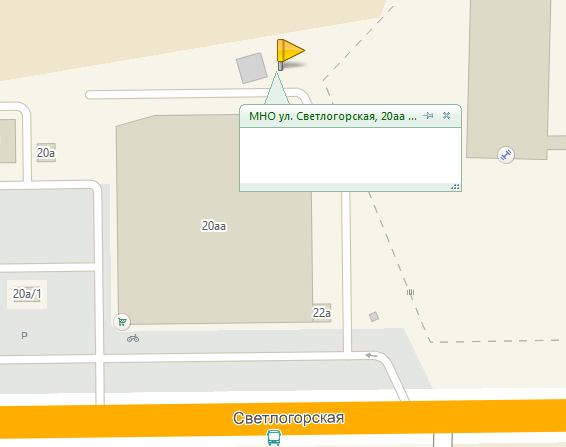 МНО ул. Светлогорская, 20аа ...
20а
20аа
20а/1
22а
P
Светлогорская